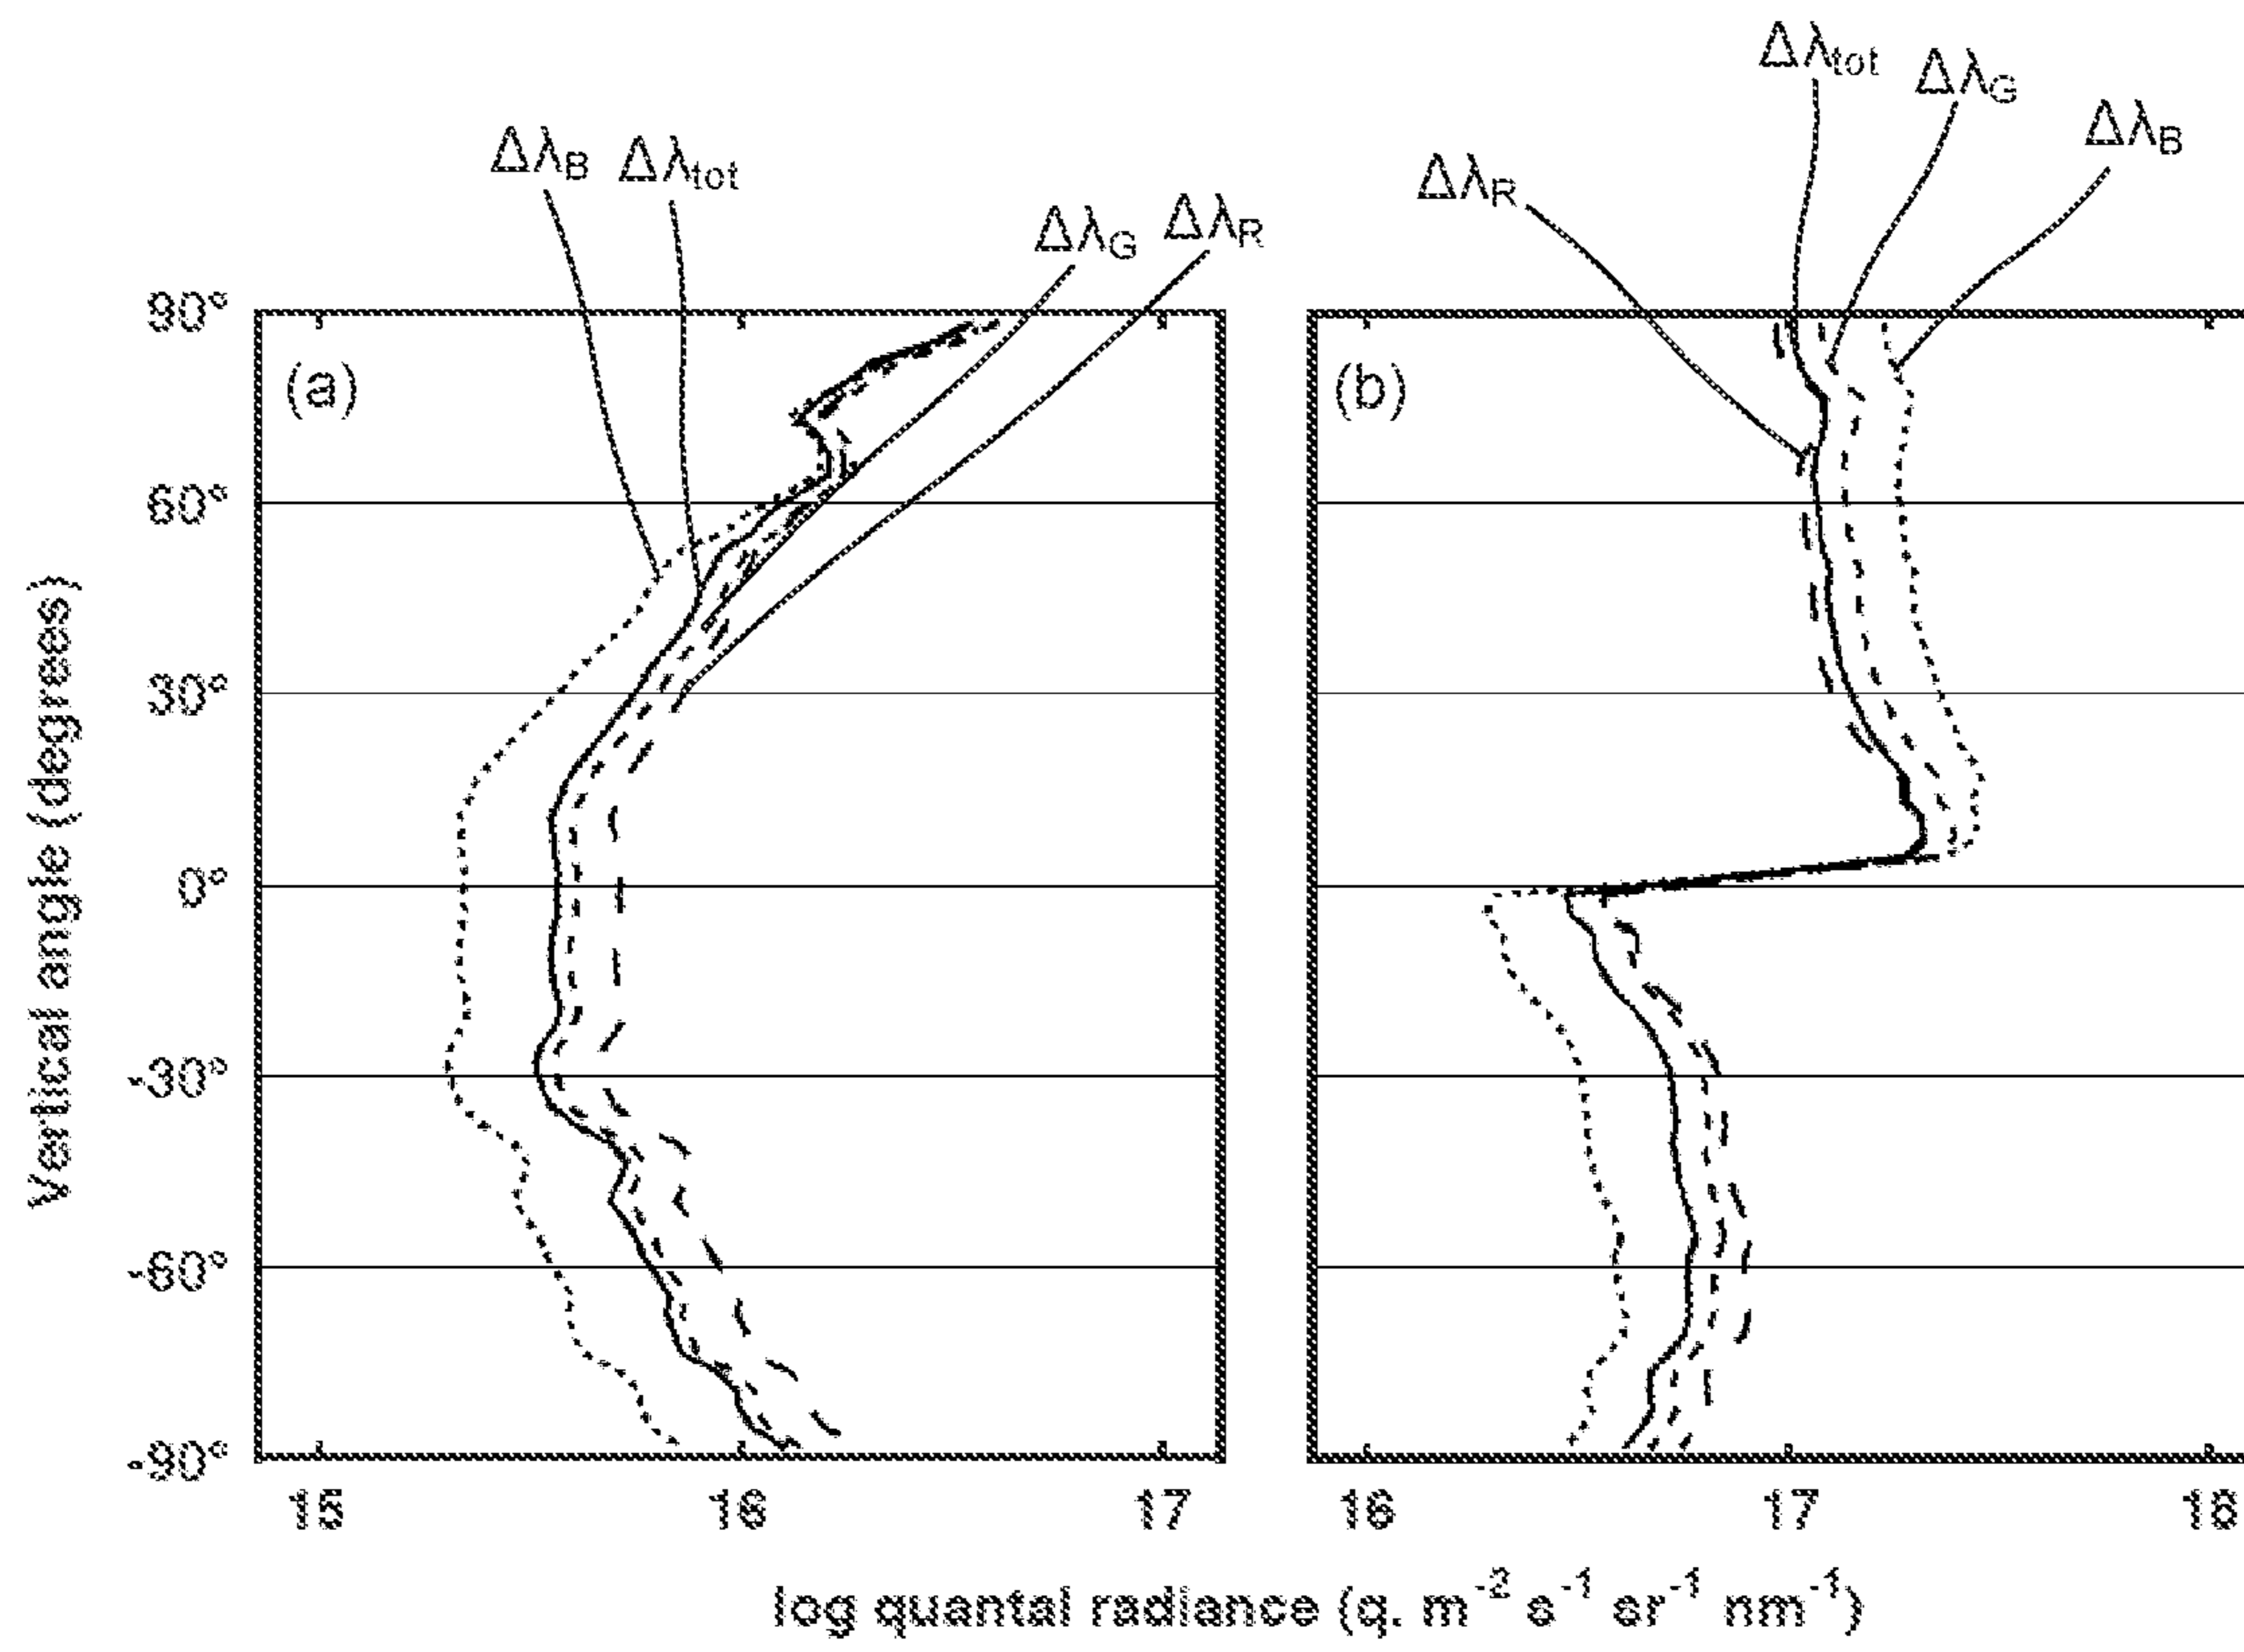 Δλtot
ΔλG
ΔλB
ΔλB Δλtot
ΔλR
ΔλG ΔλR
90°
(a)
(b)
60°
30°
0°
-30°
-60°
-90°
Vertical angle (degrees)
15 16 17 16 17 18
log quantal radiance (q. m-2 s-1 sr-1 nm-1)